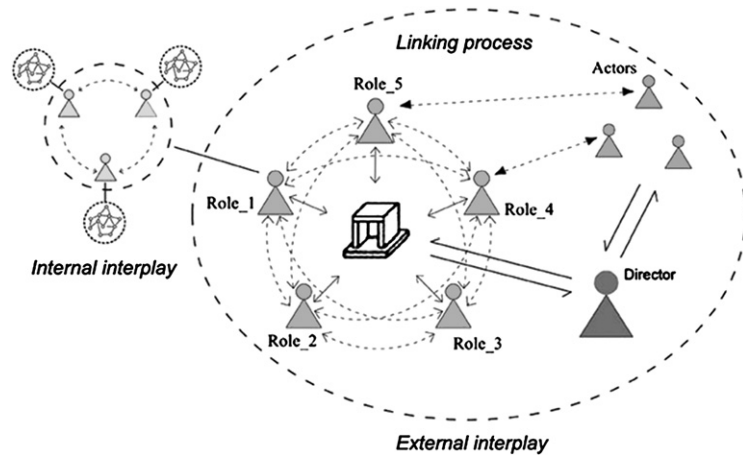 Linking process
Actors
Role_5
Role_1
Role_4
Internal interplay
Director
Role_2
Role_3
External interplay